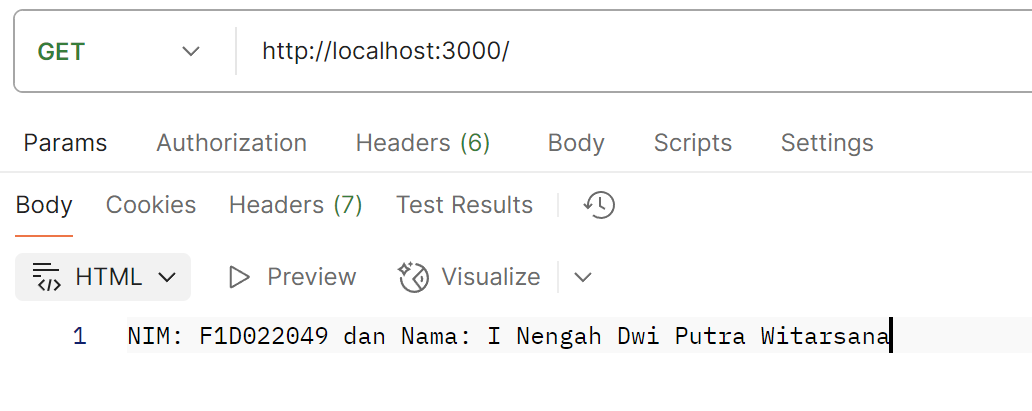 GET http://localhost:3000/
Params Authorization Headers (6) Body Scripts Settings
Body Cookies Headers (7) Test Results
HTML Preview Visualize
1 NIM: F1D022049 dan Nama: I Nengah Dwi Putra Witarsana